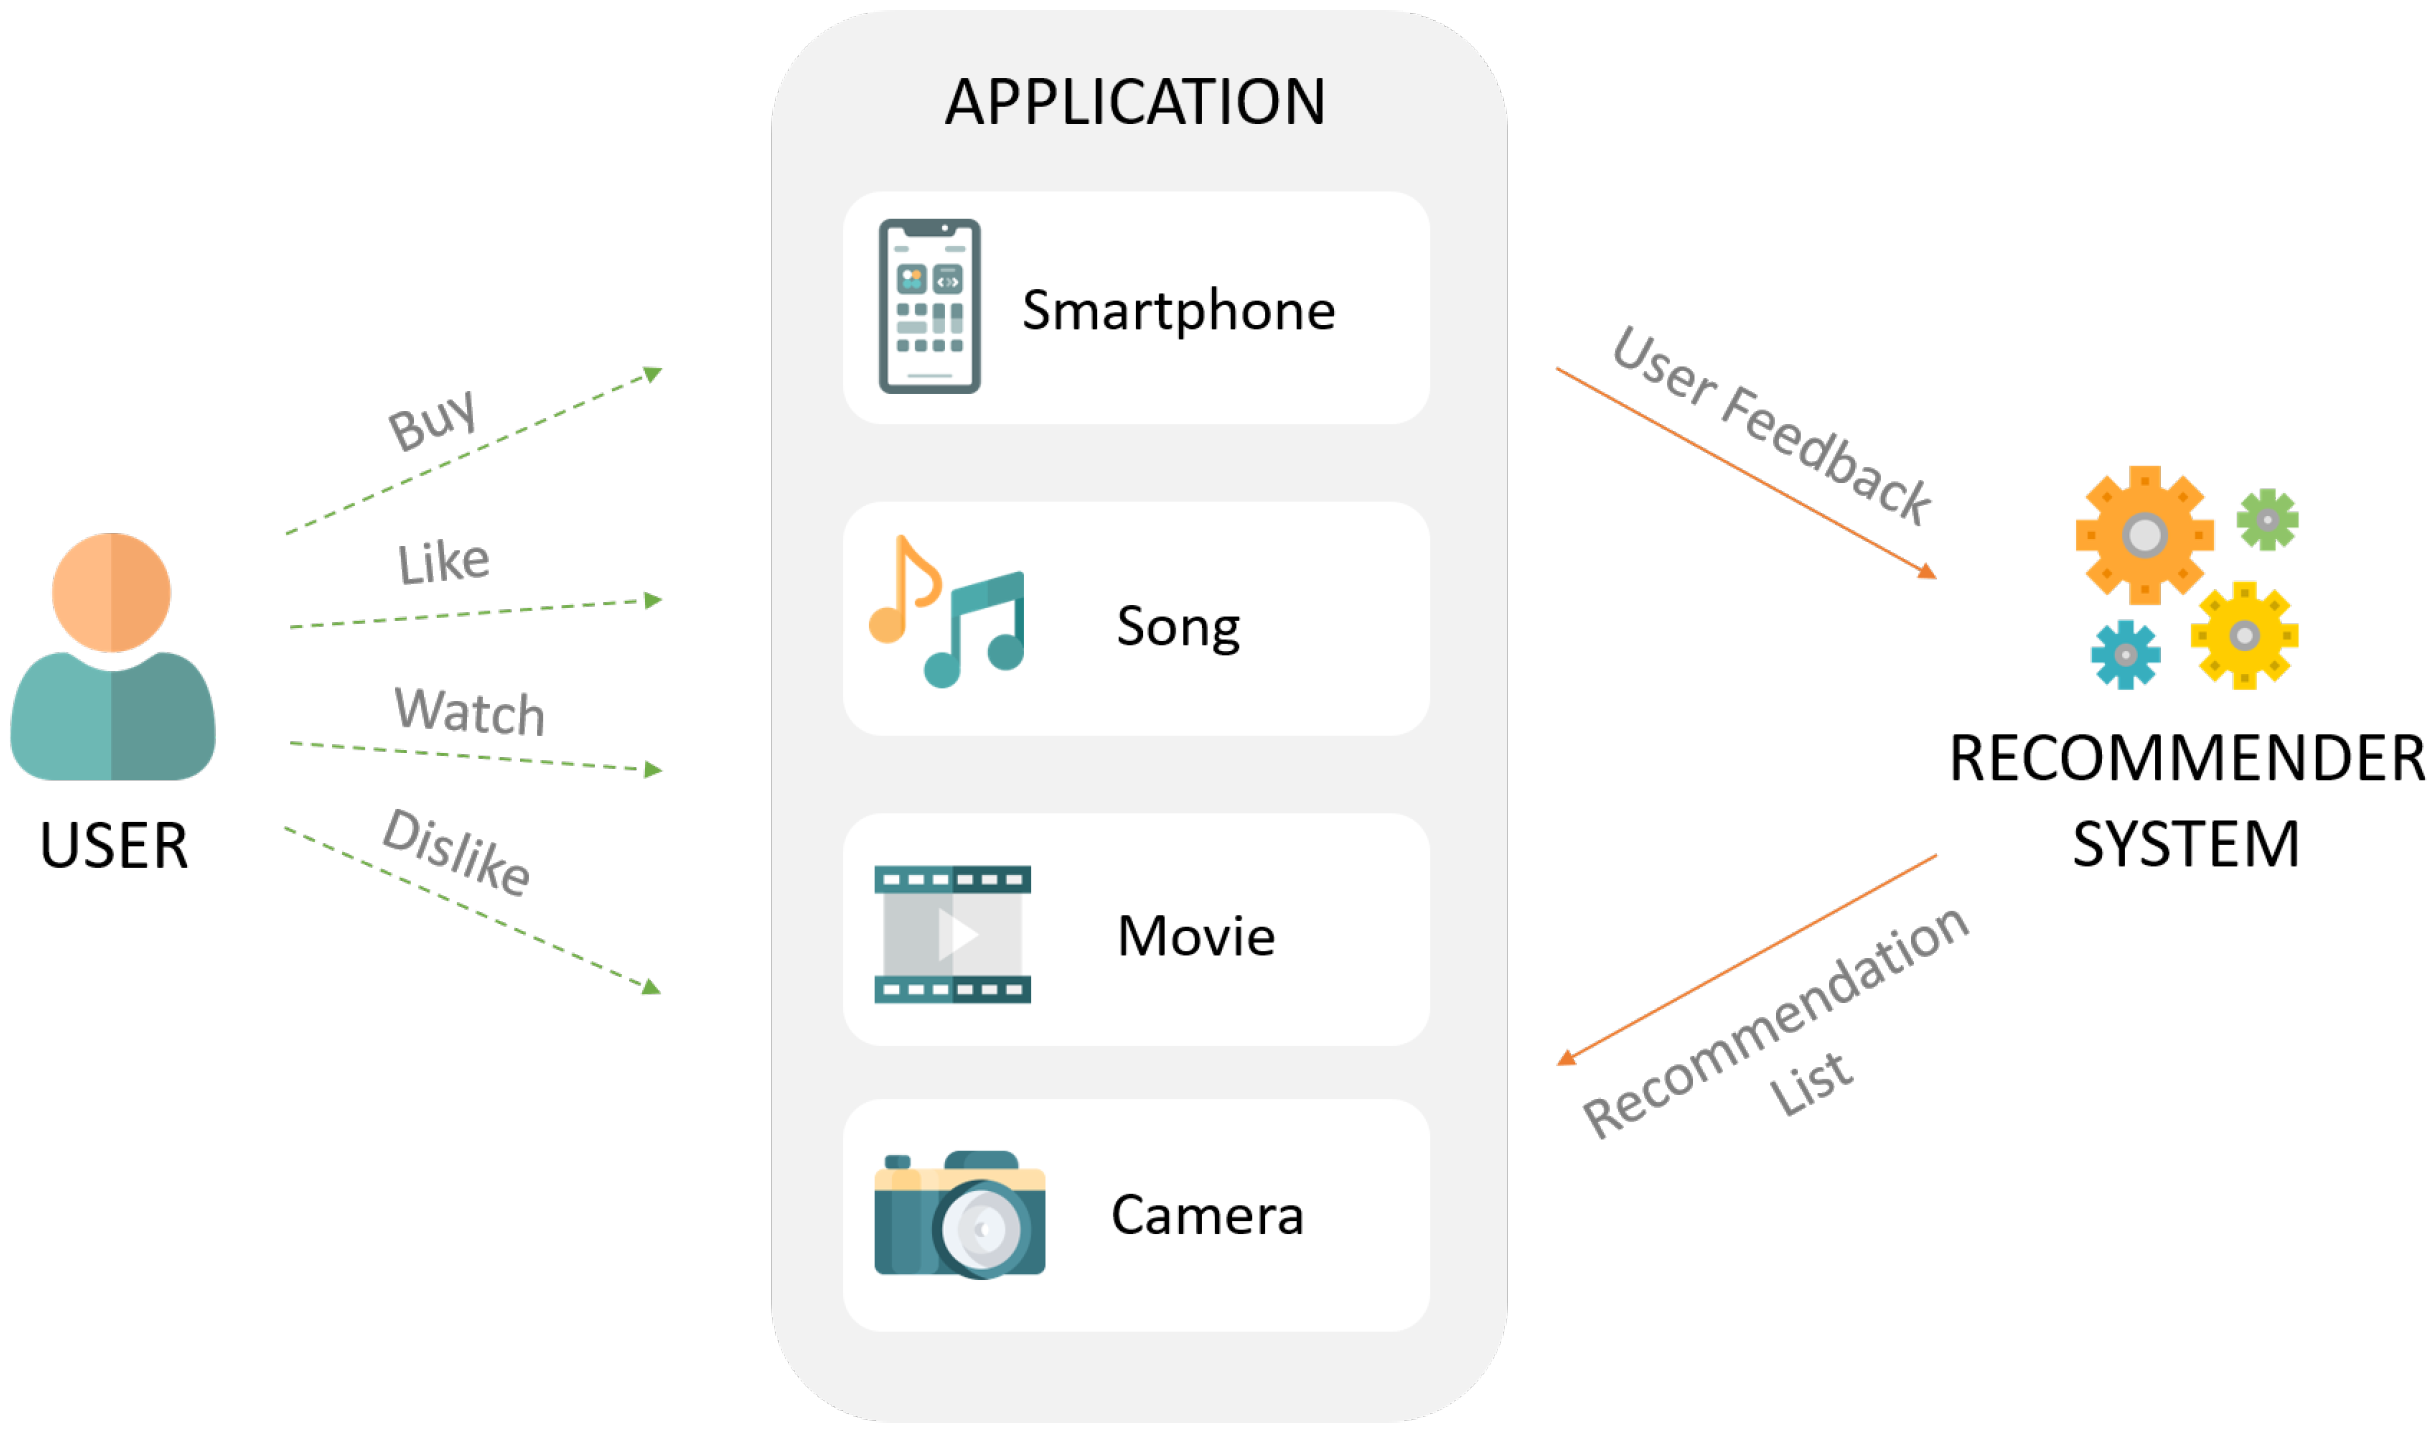 APPLICATION
Smartphone
Buy
User Feedback
Like
Song
Watch
RECOMMENDER
SYSTEM
USER
Dislike
Movie
Recommendation
List
Camera